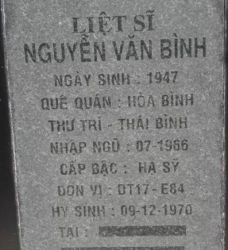 LIỆT SĨ
NGUYỄN VĂN BÌNH
NGÀY SINH : 1947
QUÊ QUÁN : HÒA BÌNH
THƯ TRÌ - THÁI BÌNH
NHẬP NGŨ : 07-1966
CẤP BẬC : HẠ SỸ
ĐƠN VỊ : DT17 - E84
HY SINH : 09-12-1970
TẠI :